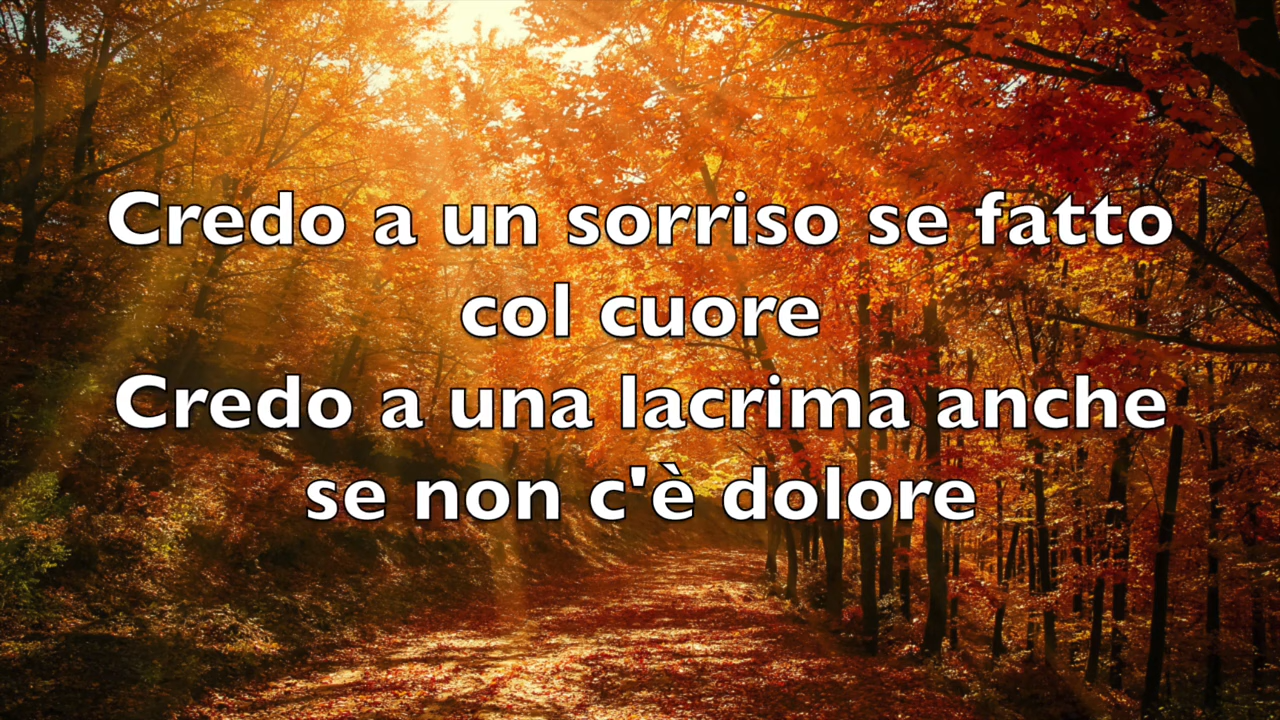 Credo a un sorriso se fatto
col cuore
Credo a una lacrima anche
se non c'è dolore